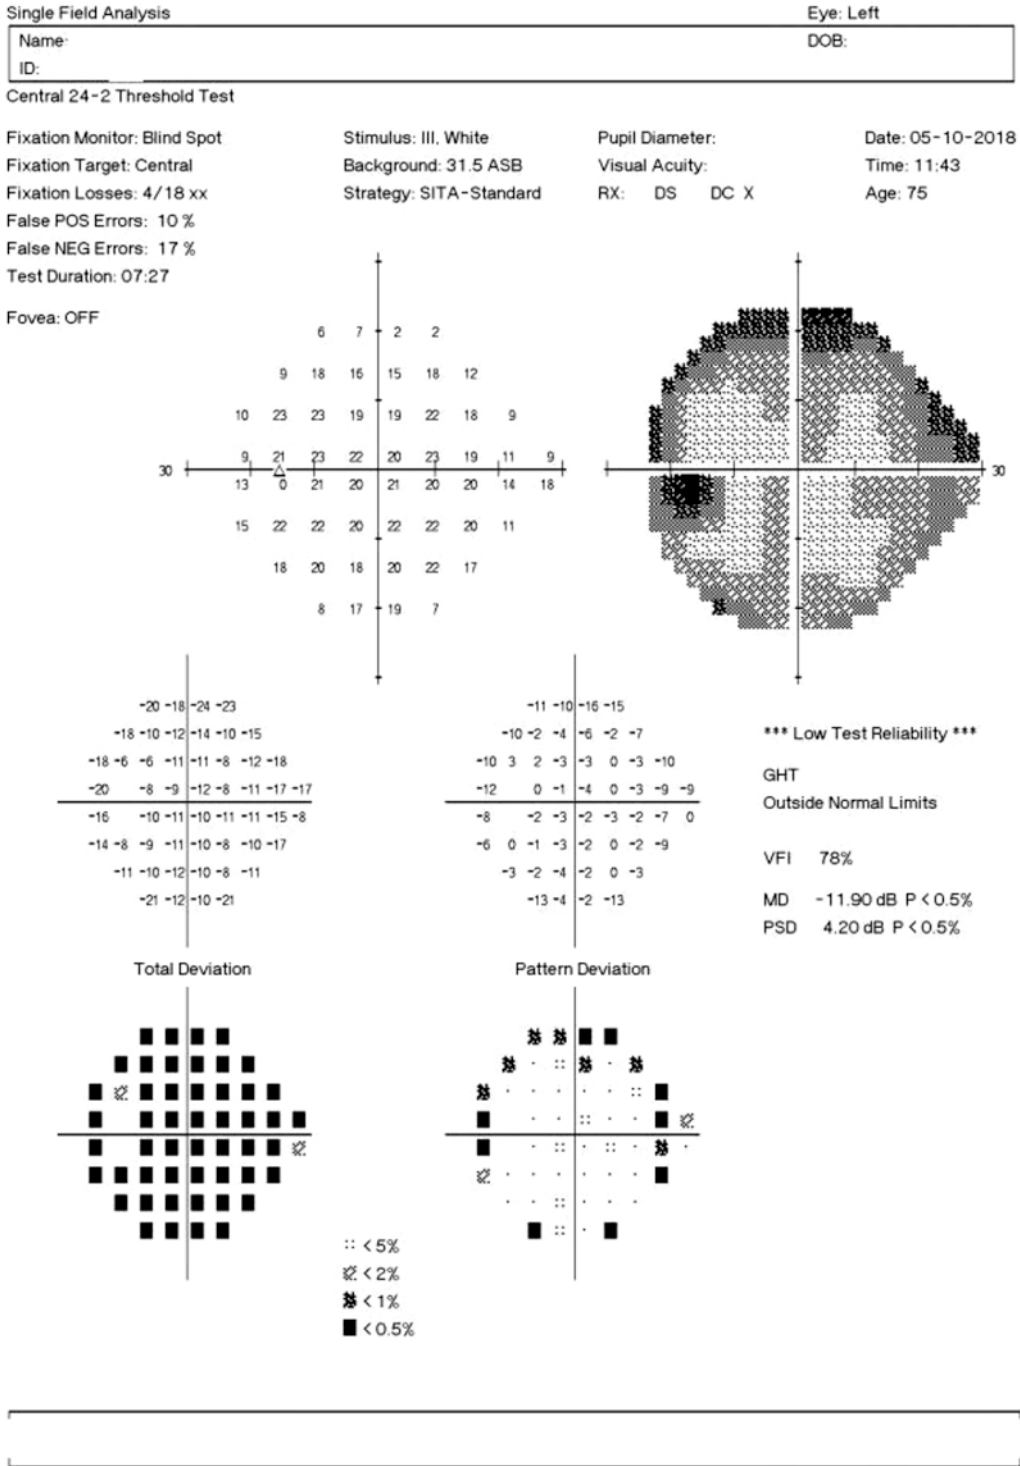 Single Field Analysis Eye: Left
Name: DOB:
ID:
Central 24-2 Threshold Test
Fixation Monitor: Blind Spot Stimulus: III, White Pupil Diameter: Date: 05-10-2018
Fixation Target: Central Background: 31.5 ASB Visual Acuity: Time: 11:43
Fixation Losses: 4/18 xx Strategy: SITA-Standard RX: DS DC X Age: 75
False POS Errors: 10 %
False NEG Errors: 17 %
Test Duration: 07:27
Fovea: OFF
6 7 2 2
9 18 16 15 18 12
10 23 23 19 19 22 18 9
9 21 23 22 20 23 19 11 9
30 30
13 0 21 20 21 20 20 14 18
15 22 22 20 22 22 20 11
18 20 18 20 22 17
8 17 19 7
-20 -18 -24 -23 -11 -10 -16 -15
-18 -10 -12 -14 -10 -15 -10 -2 -4 -6 -2 -7 *** Low Test Reliability ***
-18 -6 -6 -11 -11 -8 -12 -18 -10 3 2 -3 -3 0 -3 -10
GHT
-20 -8 -9 -12 -8 -11 -17 -17 -12 0 -1 -4 0 -3 -9 -9
Outside Normal Limits
-16 -10 -11 -10 -11 -11 -15 -8 -8 -2 -3 -2 -3 -2 -7 0
-14 -8 -9 -11 -10 -8 -10 -17 -6 0 -1 -3 -2 0 -2 -9
VFI 78%
-11 -10 -12 -10 -8 -11 -3 -2 -4 -2 0 -3
-21 -12 -10 -21 -13 -4 -2 -13
MD -11.90 dB P < 0.5%
PSD 4.20 dB P < 0.5%
Total Deviation Pattern Deviation
< 5%
< 2%
< 1%
< 0.5%